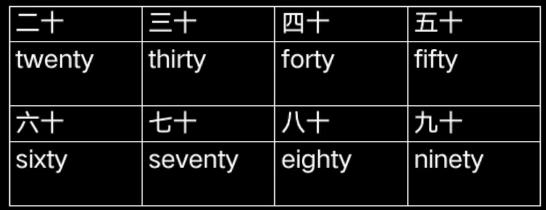 二十 三十 四十 五十
twenty thirty forty fifty
六十 七十 八十 九十
sixty seventy eighty ninety